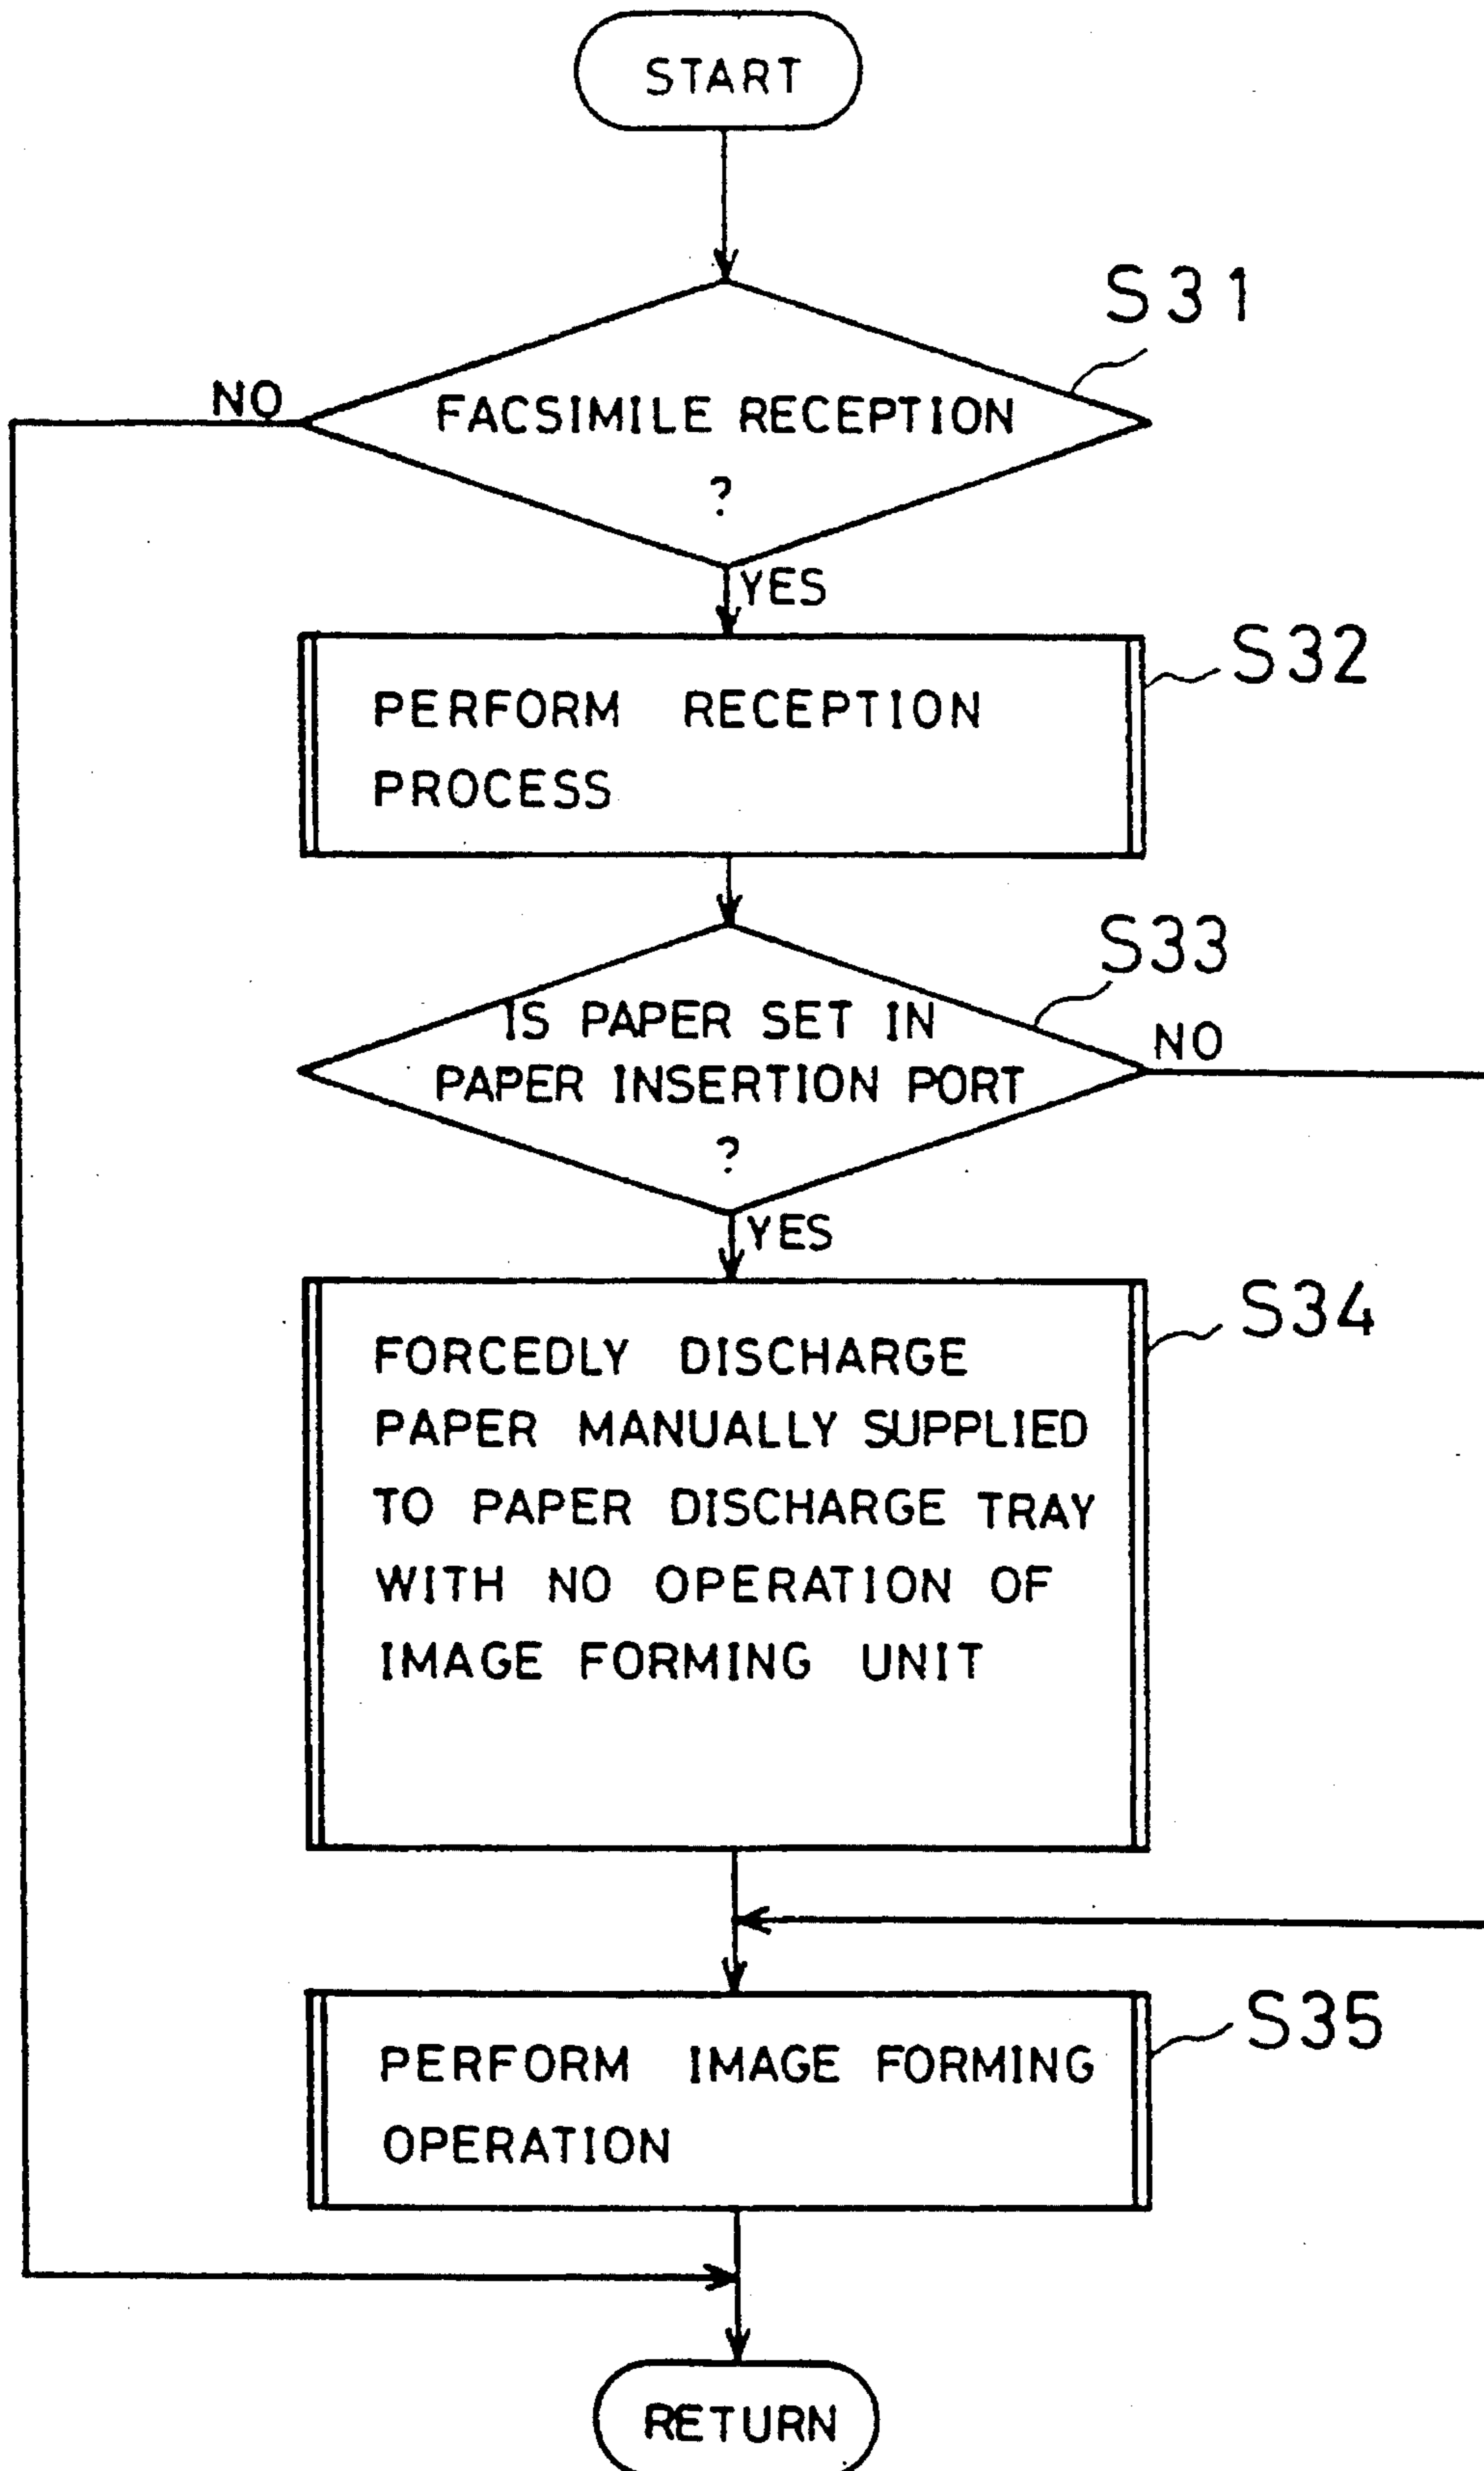 START
S31
NO
FACSIMILE RECEPTION
?
YES
S32
PERFORM RECEPTION
PROCESS
S33
IS PAPER SET IN
NO
PAPER INSERTION PORT
?
YES
S34
FORCEDLY DISCHARGE
PAPER MANUALLY SUPPLIED
TO PAPER DISCHARGE TRAY
WITH NO OPERATION OF
IMAGE FORMING UNIT
S35
PERFORM IMAGE FORMING
OPERATION
RETURN